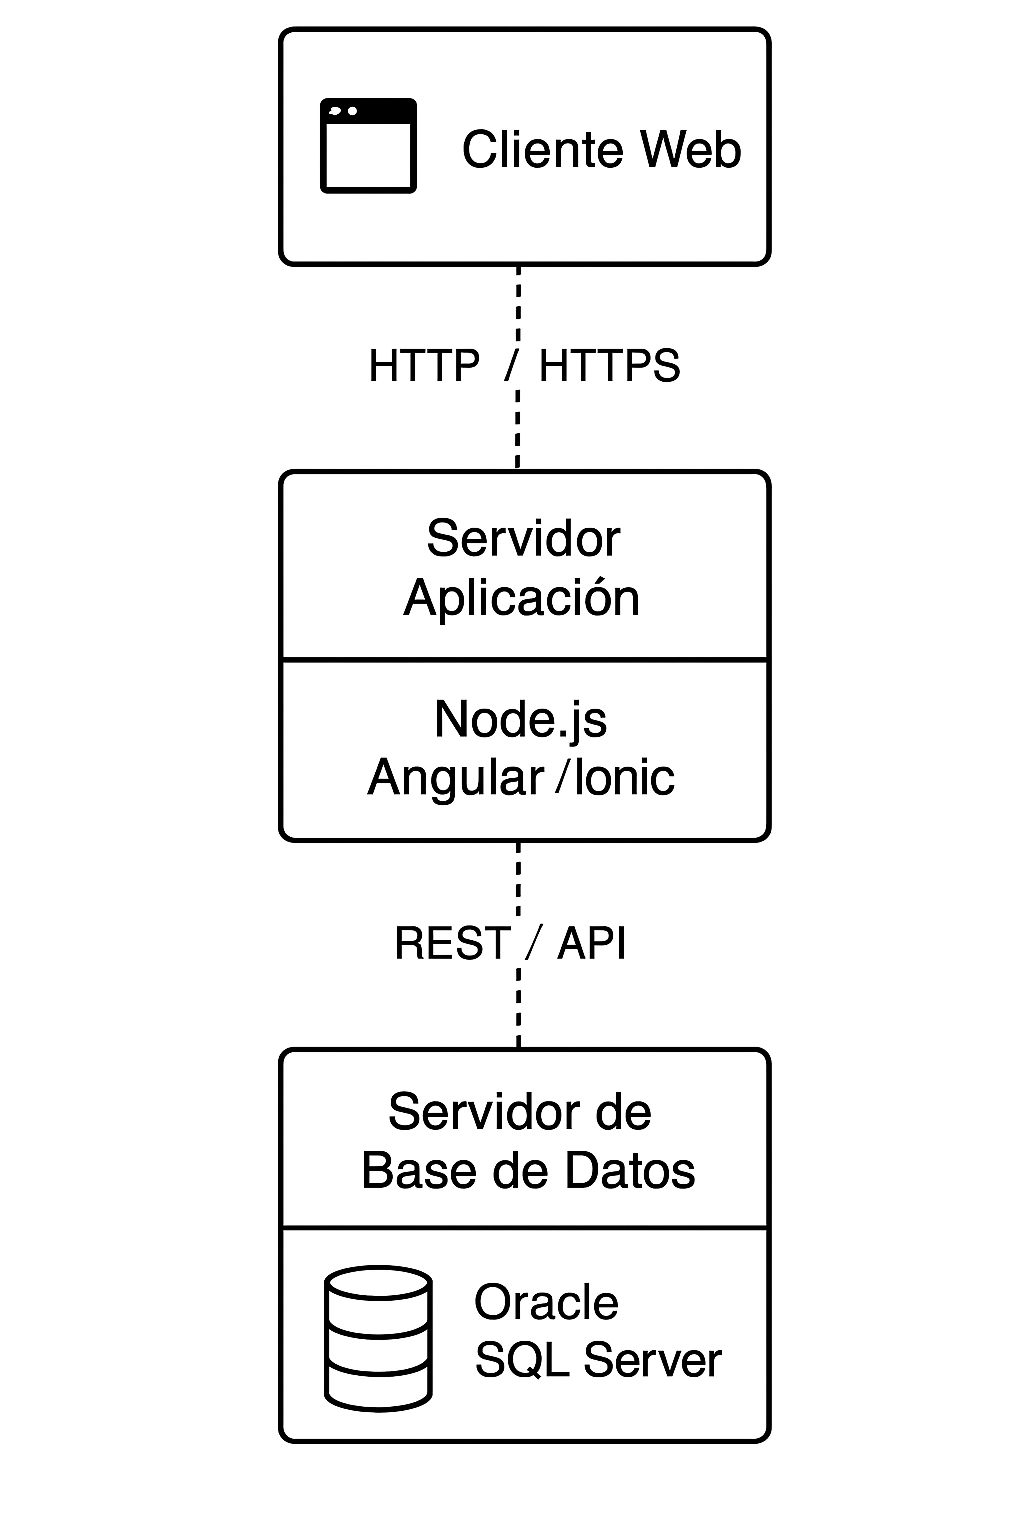 Cliente Web
HTTP / HTTPS
Servidor
Aplicación
Node.js
Angular /Ionic
REST / API
Servidor de
Base de Datos
Oracle
SQL Server